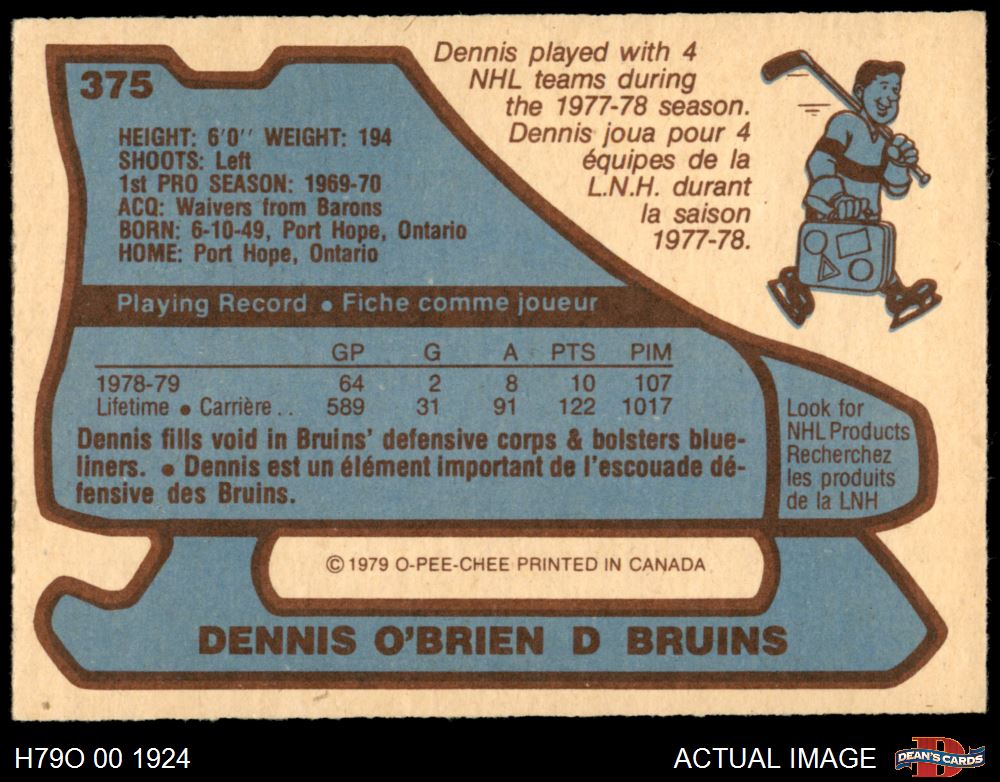 375
Dennis played with 4
NHL teams during
the 1977-78 season.
Dennis joua pour 4
équipes de la
L.N.H. durant
la saison
1977-78.
HEIGHT: 6'0'' WEIGHT: 194
SHOOTS: Left
1st PRO SEASON: 1969-70
ACQ: Waivers from Barons
BORN: 6-10-49, Port Hope, Ontario
HOME: Port Hope, Ontario
Playing Record • Fiche comme joueur
GP G A PTS PIM
1978-79 64 2 8 10 107
Lifetime • Carrière . . 589 31 91 122 1017
Dennis fills void in Bruins' defensive corps & bolsters blue-
liners. • Dennis est un élément important de l'escouade dé-
fensive des Bruins.
Look for
NHL Products
Recherchez
les produits
de la LNH
© 1979 O-PEE-CHEE PRINTED IN CANADA
DENNIS O'BRIEN D BRUINS
H79O 00 1924
ACTUAL IMAGE
D
DEAN'S CARDS